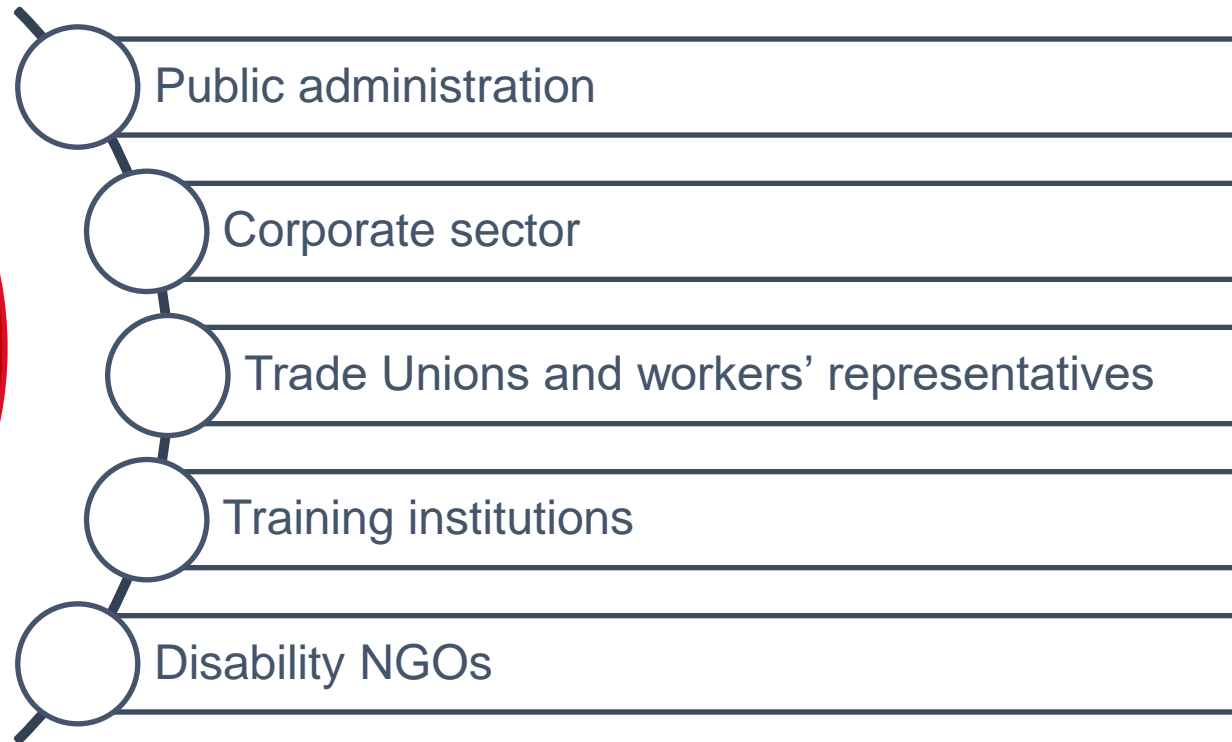 Public administration
Corporate sector
Trade Unions and workers’ representatives
Training institutions
Disability NGOs